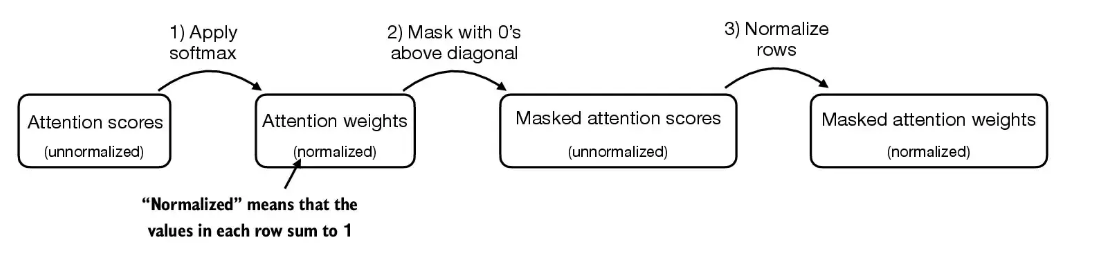 1) Apply
softmax
2) Mask with 0's
above diagonal
3) Normalize
rows
Attention scores
(unnormalized)
Attention weights
(normalized)
Masked attention scores
(unnormalized)
Masked attention weights
(normalized)
“Normalized” means that the
values in each row sum to 1